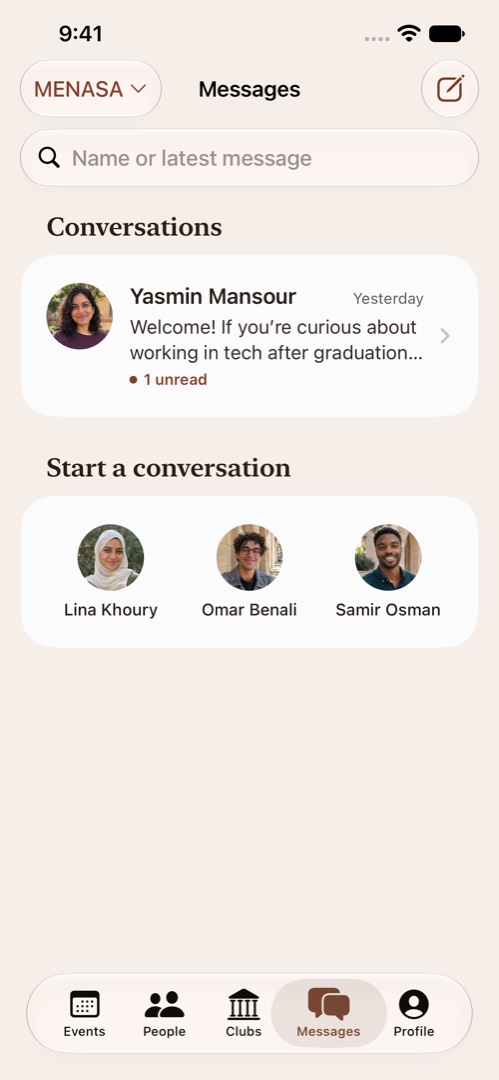 9:41
MENASA
Messages
Name or latest message
Conversations
Yasmin Mansour
Yesterday
Welcome! If you’re curious about
working in tech after graduation...
1 unread
Start a conversation
Lina Khoury
Omar Benali
Samir Osman
Events
People
Clubs
Messages
Profile